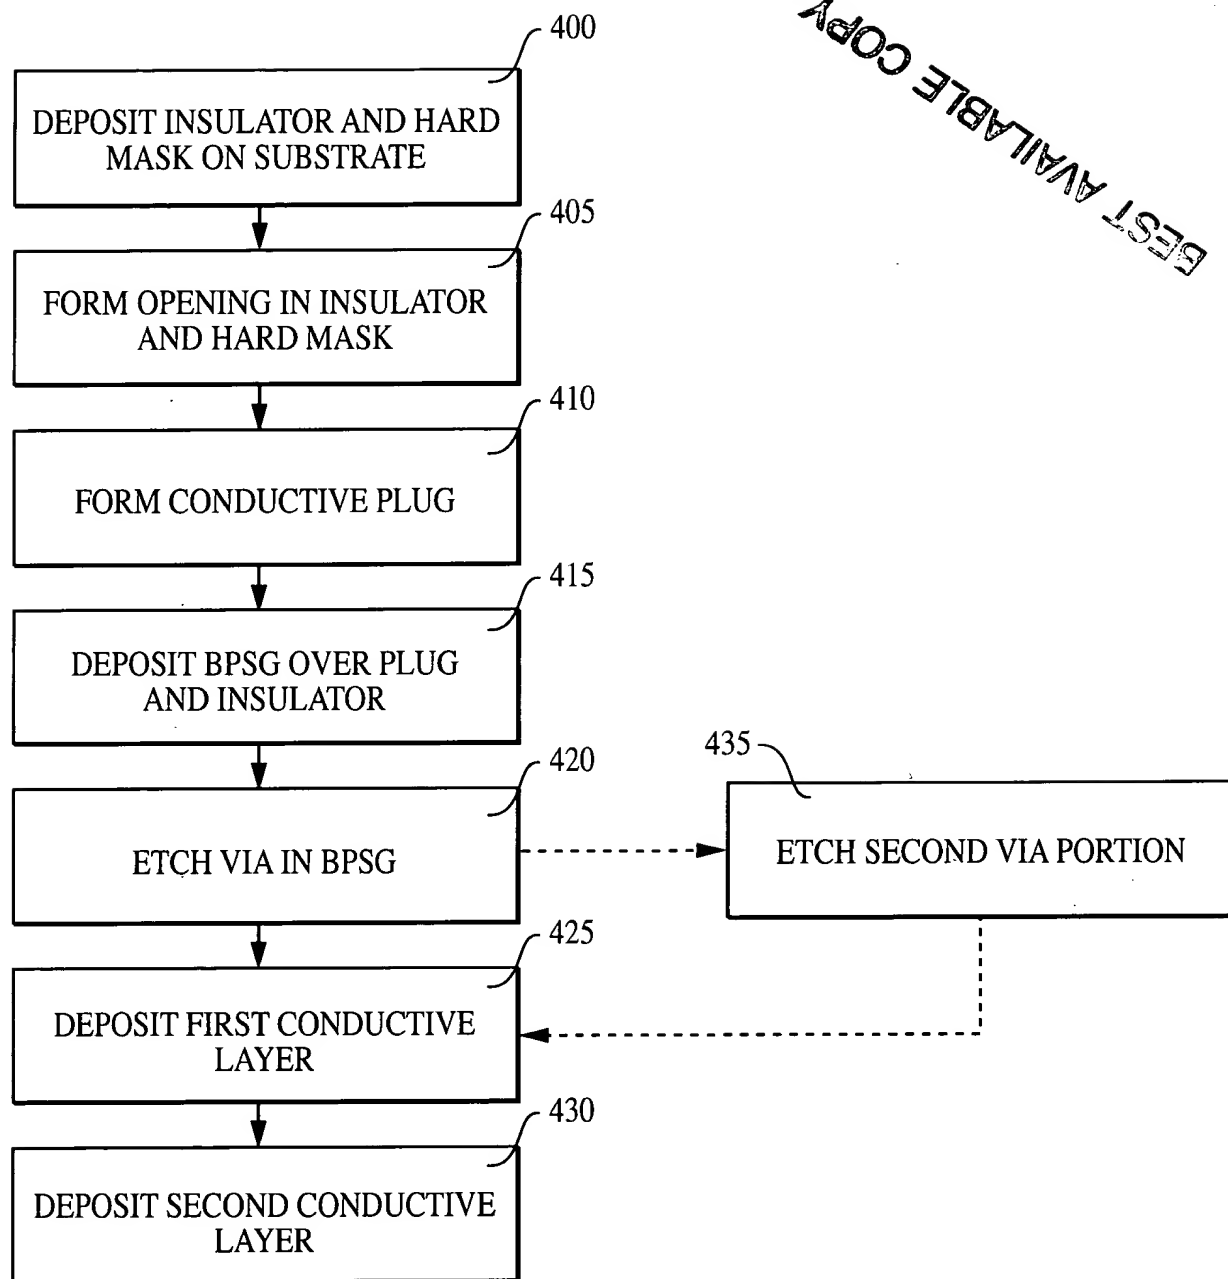 400
DEPOSIT INSULATOR AND HARD
MASK ON SUBSTRATE
405
FORM OPENING IN INSULATOR
AND HARD MASK
410
FORM CONDUCTIVE PLUG
415
DEPOSIT BPSG OVER PLUG
AND INSULATOR
420
ETCH VIA IN BPSG
435
ETCH SECOND VIA PORTION
425
DEPOSIT FIRST CONDUCTIVE
LAYER
430
DEPOSIT SECOND CONDUCTIVE
LAYER
BEST AVAILABLE COPY